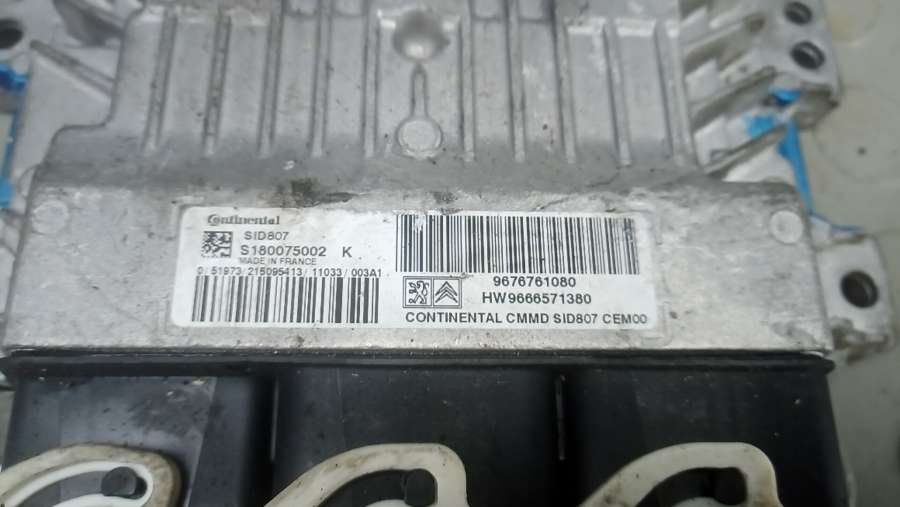 Continental
SID807
S180075002 K
MADE IN FRANCE
0/51973/215095413/11033/003A1
9676761080
HW9666571380
CONTINENTAL CMMD SID807 CEM00